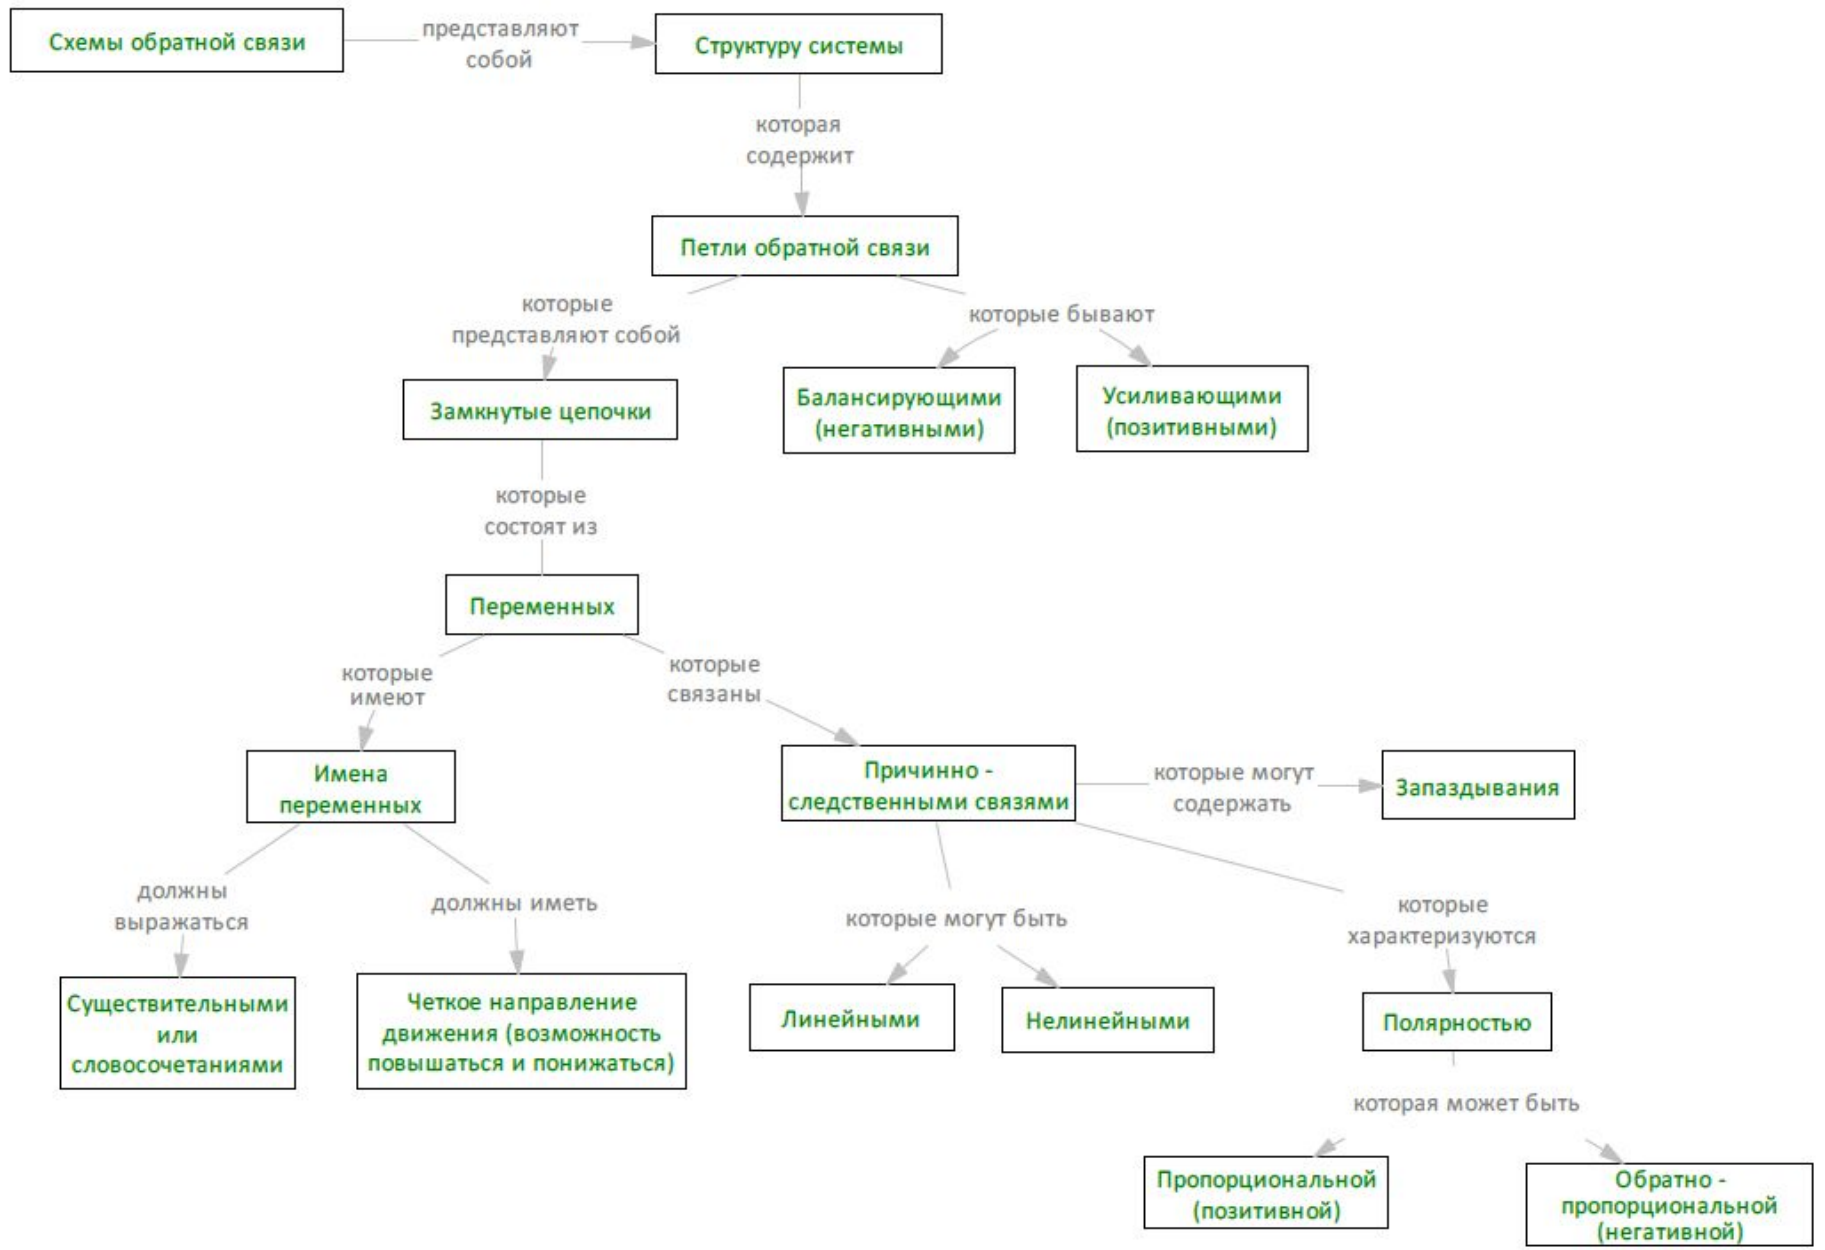 Схемы обратной связи
представляют
собой
Структуру системы
которая
содержит
Петли обратной связи
которые
представляют собой
которые бывают
Замкнутые цепочки
Балансирующими
(негативными)
Усиливающими
(позитивными)
которые
состоят из
Переменных
которые
имеют
которые
связаны
Имена
переменных
Причинно -
следственными связями
которые могут
содержать
Запаздывания
должны
выражаться
должны иметь
которые могут быть
которые
характеризуются
Существительными
или
словосочетаниями
Четкое направление
движения (возможность
повышаться и понижаться)
Линейными
Нелинейными
Полярностью
которая может быть
Пропорциональной
(позитивной)
Обратно -
пропорциональной
(негативной)